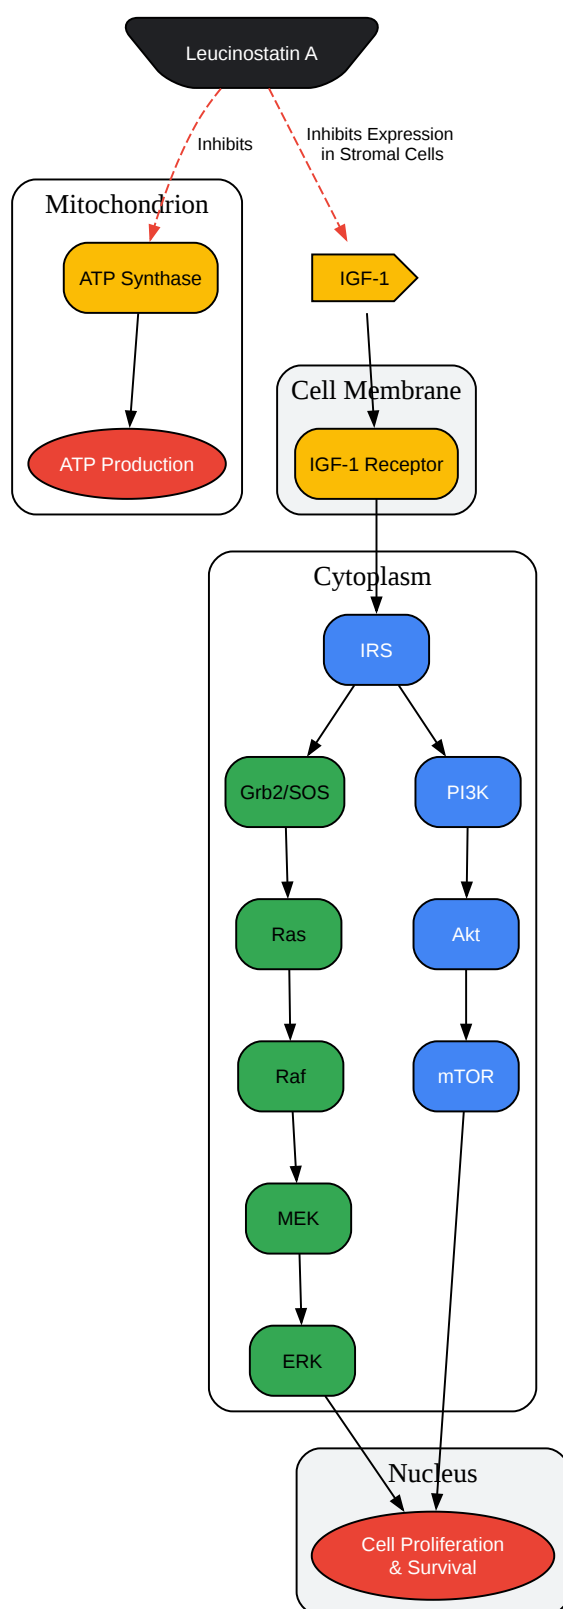 Leucinostatin A
Inhibits
Inhibits Expression
in Stromal Cells
Mitochondrion
ATP Synthase
IGF-1
Cell Membrane
ATP Production
IGF-1 Receptor
Cytoplasm
IRS
Grb2/SOS
PI3K
Ras
Akt
Raf
mTOR
MEK
ERK
Nucleus
Cell Proliferation
& Survival